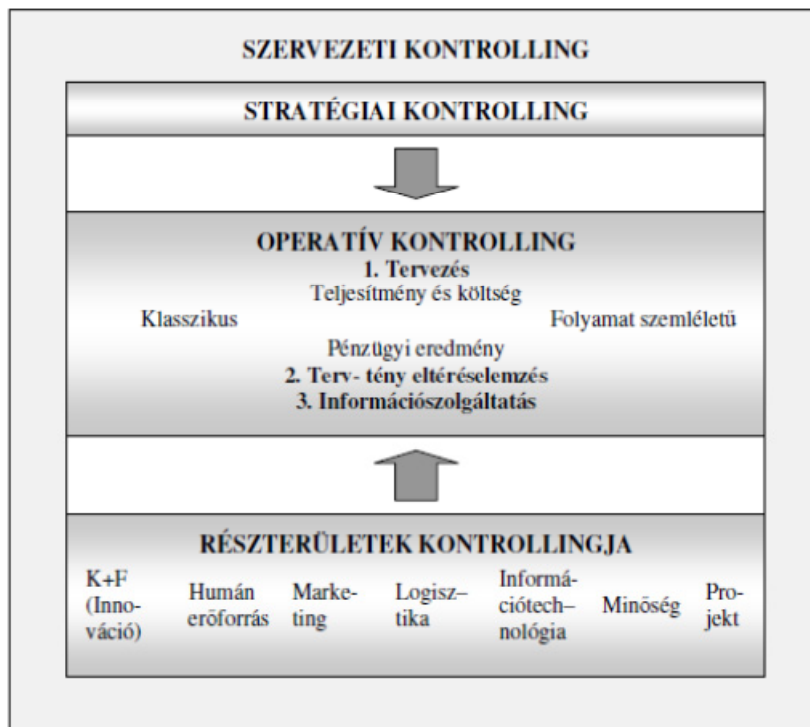 SZERVEZETI KONTROLLING
STRATÉGIAI KONTROLLING
OPERATÍV KONTROLLING
1. Tervezés
Teljesítmény és költség
Klasszikus
Folyamat szemléletű
Pénzügyi eredmény
2. Terv- tény eltéréselemzés
3. Információszolgáltatás
RÉSZTERÜLETEK KONTROLLINGJA
K+F
(Inno-
váció)
Humán
erőforrás
Marke-
ting
Logisz–
tika
Informá-
ciótech–
nológia
Minőség
Pro-
jekt